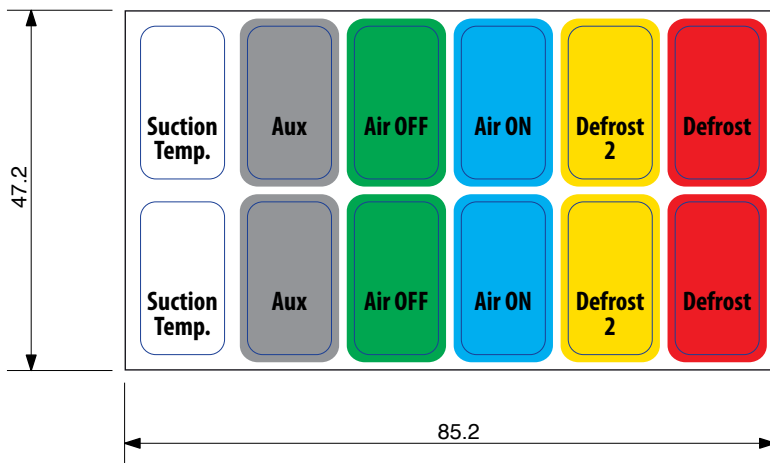 Suction
Temp.
Aux
Air OFF
Air ON
Defrost
2
Defrost
47.2
Suction
Temp.
Aux
Air OFF
Air ON
Defrost
2
Defrost
85.2